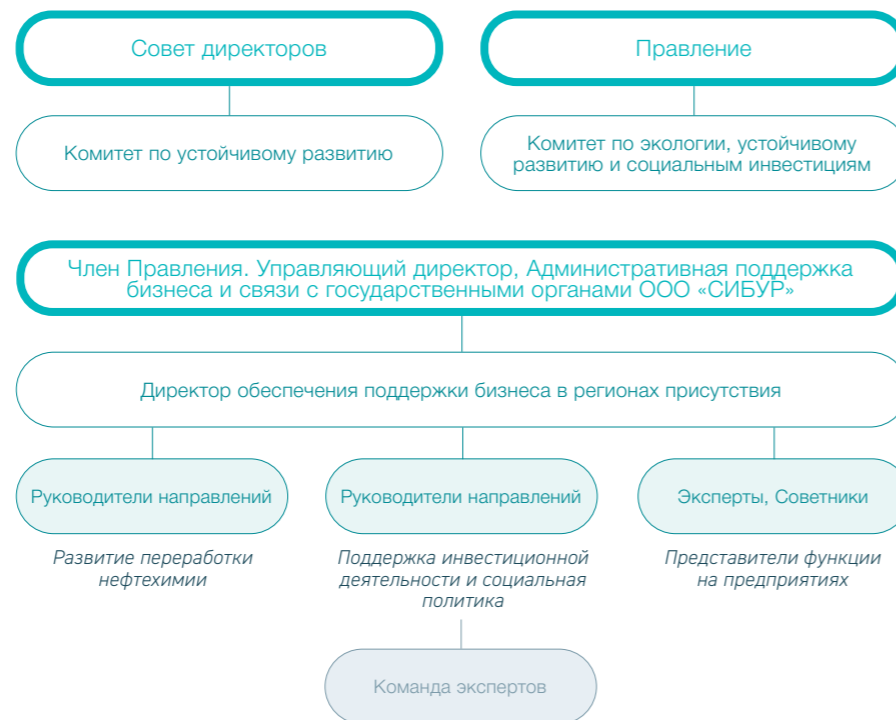 Совет директоров
Правление
Комитет по устойчивому развитию
Комитет по экологии, устойчивому
развитию и социальным инвестициям
Член Правления. Управляющий директор, Административная поддержка
бизнеса и связи с государственными органами ООО «СИБУР»
Директор обеспечения поддержки бизнеса в регионах присутствия
Руководители направлений
Руководители направлений
Эксперты, Советники
Развитие переработки
нефтехимии
Поддержка инвестиционной
деятельности и социальная
политика
Представители функции
на предприятиях
Команда экспертов